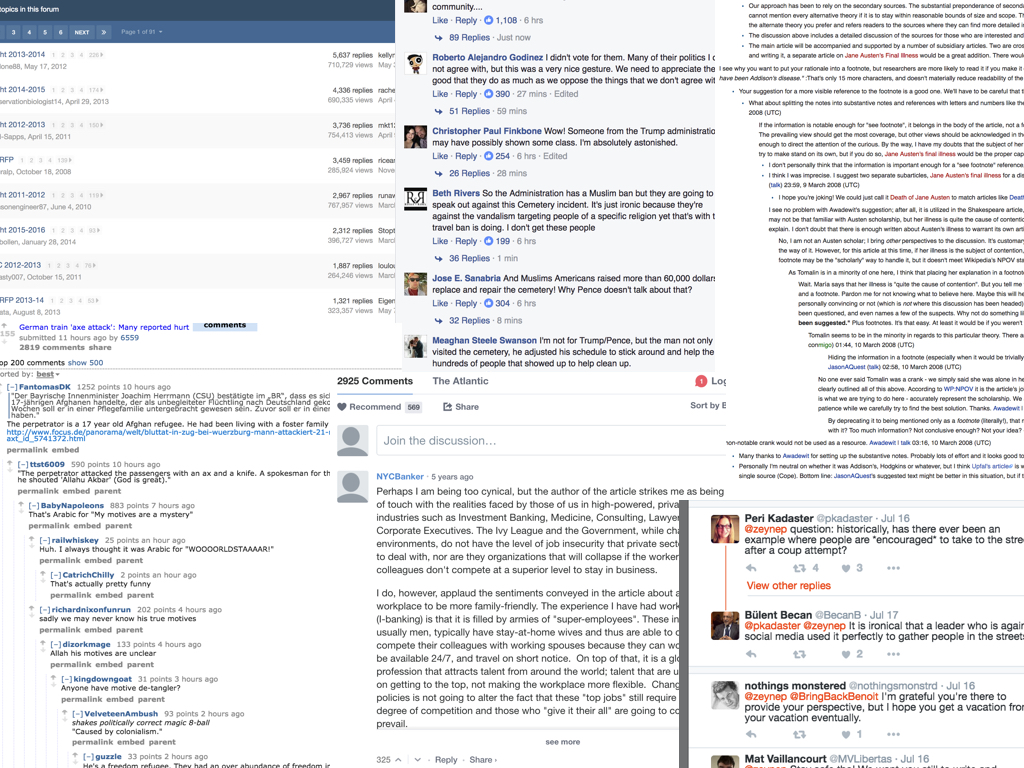 topics in this forum
3 4 5 6 NEXT Page 1 of 91
ht 2013-2014 1 2 3 4
5,637 replies kelly
lone88, May 17, 2012
710,729 views May
ht 2014-2015 1 2 3 4
4,336 replies rache
servationbiologist14, April 29, 2013
690,335 views April
ht 2012-2013 1 2 3 4
3,736 replies mkt1
-Sapps, April 15, 2011
754,413 views April
RFP 1 2 3 4
3,459 replies ricea
ursip, October 18, 2008
285,924 views Nove
ht 2011-2012 1 2 3 4
2,967 replies runaw
sonengineer87, June 4, 2010
767,957 views March
ht 2015-2016 1 2 3 4
2,312 replies Stopt
bollen, January 28, 2014
396,727 views March
C 2012-2013 1 2 3 4
1,887 replies loulou
asty007, October 15, 2011
264,246 views March
RFP 2013-14 1 2 3 4
1,321 replies Eigen
ata, August 8, 2013
323,357 views March
German train 'axe attack': Many reported hurt comments
155
submitted 11 hours ago by 6559
2819 comments share
op 200 comments show 500
orted by: best
[–]FantomasDK 1252 points 10 hours ago
"Der Bayrische Innenminister Joachim Herrmann (CSU) bestätigte im „BR", dass es sich
17-jährigen Afghanen handelte, der als unbegleiteter Flüchtling nach Deutschland geko
Wochen soll er in einer Pflegefamilie untergebracht gewesen sein. Zuvor soll er in einer
haben."
The perpetrator is a 17 year old Afghan refugee. He had been living with a foster family
http://www.focus.de/panorama/welt/bluttat-in-zug-bei-wuerzburg-mann-attackiert-21-
axt_id_5741372.html
permalink embed
[–]ttst6009 590 points 10 hours ago
"The perpetrator attacked the passengers with an ax and a knife. A spokesman for th
he shouted 'Allahu Akbar' (God is great)."
permalink embed parent
[–]BabyNapoleons 883 points 7 hours ago
That's Arabic for "My motives are a mystery"
permalink embed parent
[–]railwhiskey 25 points an hour ago
Huh. I always thought it was Arabic for "WOOOORLDSTAAAAR!"
permalink embed parent
[–]CatrichChilly 2 points an hour ago
That's actually pretty funny
permalink embed parent
[–]richardnixonfunrun 202 points 4 hours ago
sadly we may never know his true motives
permalink embed parent
[–]dizorkmage 133 points 4 hours ago
Allah his motives are unclear
permalink embed parent
[–]kingdowngoat 31 points 3 hours ago
Anyone have motive de-tangler?
permalink embed parent
[–]VelveteenAmbush 93 points 2 hours ago
shakes politically correct magic 8-ball
"Caused by colonialism."
permalink embed parent
[–]guzzle 33 points 2 hours ago
He's a freedom refugee. They had an over abundance of freedom in
community....
Like · Reply · 1,108 · 6 hrs
89 Replies · Just now
Roberto Alejandro Godinez I didn't vote for them. Many of their politics I d
not agree with, but this was a very nice gesture. We need to appreciate the
good that they do as much as we oppose the things that we don't agree wit
Like · Reply · 390 · 27 mins · Edited
51 Replies · 59 mins
Christopher Paul Finkbone Wow! Someone from the Trump administratio
may have possibly shown some class. I'm absolutely astonished.
Like · Reply · 254 · 6 hrs · Edited
26 Replies · 28 mins
Beth Rivers So the Administration has a Muslim ban but they are going to
speak out against this Cemetery incident. It's just ironic because they're
against the vandalism targeting people of a specific religion yet that's with t
travel ban is doing. I don't get these people
Like · Reply · 199 · 6 hrs
36 Replies · 1 min
Jose E. Sanabria And Muslims Americans raised more than 60,000 dollars
replace and repair the cemetery! Why Pence doesn't talk about that?
Like · Reply · 304 · 6 hrs
32 Replies · 8 mins
Meaghan Steele Swanson I'm not for Trump/Pence, but the man not only
visited the cemetery, he adjusted his schedule to stick around and help the
hundreds of people help clean up.
2925 Comments The Atlantic 1 Log
Recommend 569 Share Sort by B
Join the discussion…
NYCBanker · 5 years ago
Perhaps I am being too cynical, but the author of the article strikes me as being
of touch with the realities faced by those of us in high-powered, priva
industries such as Investment Banking, Medicine, Consulting, Lawyer
Corporate Executives. The Ivy League and the Government, while cha
environments, do not have the level of job insecurity that private secto
to deal with, nor are they organizations that will collapse if the worker
colleagues don't compete at a superior level to stay in business.
I do, however, applaud the sentiments conveyed in the article about a
workplace to be more family-friendly. The experience I have had work
(I-banking) is that it is filled by armies of "super-employees". These in
usually men, typically have stay-at-home wives and thus are able to c
compete their colleagues with working spouses because they can wo
be available 24/7, and travel on short notice. On top of that, it is a glo
profession that attracts talent from around the world; talent that are u
on getting to the top, not making the workplace more flexible. Chang
policies is not going to alter the fact that these "top jobs" still require
degree of competition and those who "give it their all" are going to co
prevail.
see more
325 Reply · Share ›
Our approach has been to rely on the secondary sources. The substantial preponderance of second
cannot mention every alternative theory if it is to stay within reasonable bounds of size and scope. Th
the alternate theory you prefer and refers readers to the sources where they can find more detailed
The discussion above includes a detailed discussion of the sources for those who are interested and
The main article will be accompanied and supported by a number of subsidiary articles. Two are cre
and writing it, a separate article on Jane Austen's Final Illness would be a great addition. There woul
I see why you want to put your rationale into a footnote, but researchers are more likely to read it if you make it
have been Addison's disease." :That's only 15 more characters, and doesn't materially reduce readability of the
Your suggestion for a more visible reference to the footnote is a good one. We'll have to be careful that t
What about splitting the notes into substantive notes and references with letters and numbers like the
2008 (UTC)
If the information is notable enough for "see footnote", it belongs in the body of the article, not a f
The prevailing view should get the most coverage, but other views should be acknowledged in the
enough to direct the attention of the curious. By the way, I have my doubts that the subject of her
try to make stand on its own, but if you do so, Jane Austen's final illness would be the proper cap
I don't personally think that the information is important enough for a "see footnote" reference.
I think I was imprecise. I suggest two separate subarticles, Jane Austen's final illness for a dis
(talk) 23:59, 9 March 2008 (UTC)
I hope you're joking! We could just call it Death of Jane Austen to match articles like Death
I see no problem with Awadewit's suggestion; after all, it is utilized in the Shakespeare article,
may not be that familiar with Austen scholarship, but her illness is quite the cause of contention
explain. I don't doubt that there is enough written about Austen's illness to warrant its own articl
No, I am not an Austen scholar; I bring other perspectives to the discussion. It's customary
the way of it. However, for this article at this time, if her illness is the subject of contention,
footnote is the "scholarly" way to handle it, but it doesn't meet Wikipedia's NPOV sta
As Tomalin is in a minority of one here, I think that placing her explanation in a footnot
Wait. Maria says that her illness is "quite the cause of contention". But you tell me
and a footnote. Pardon me for not knowing what to believe here. Maybe this will he
personally convincing or not (which is not where this discussion has been headed)
been questioned, and even names a few of the suspects. Why not do something lik
been suggested." Plus footnotes. It's that easy. At least it would be if you weren't
Tomalin seems to be in the minority in regards to this particular theory. There are
conmigo) 01:44, 10 March 2008 (UTC)
Hiding the information in a footnote (especially when it would be trivially
JasonAQuest (talk) 02:58, 10 March 2008 (UTC)
No one ever said Tomalin was a crank - we simply said she was alone in he
clearly outlined all of this above. According to WP:NPOV it is the article's jo
is what we are trying to do here - accurately represent the scholarship. We
patience while we carefully try to find the best solution. Thanks. Awadewit |
By deprecating it to being mentioned only as a footnote (literally!), that is
with it? Too much information? Not conclusive enough? Not your ideas?
non-notable crank would not be used as a resource. Awadewit | talk 03:16, 10 March 2008 (UTC)
Many thanks to Awadewit for setting up the workable notes. Probably lots of effort and it looks good to
Personally I'm neutral on whether it was Addison's, Hodgkins or whatever, but I think Upfal's article is w
single source (Cope). Bottom line: JasonAQuest's suggested text might be better in this situation, but if t
Peri Kadaster @pkadaster · Jul 16
@zeynep question: historically, has there ever been an
example where people are *encouraged* to take to the stre
after a coup attempt?
4 3
View other replies
Bülent Becan @BecanB · Jul 17
@pkadaster @zeynep It is ironical that a leader who is again
social media used it perfectly to gather people in the streets
2
nothings monstered @nothingsmonstrd · Jul 16
@zeynep @BringBackBenoit I'm grateful you're there to
provide your perspective, but I hope you get a vacation from
your vacation eventually.
1
Mat Vaillancourt @MVLibertas · Jul 16